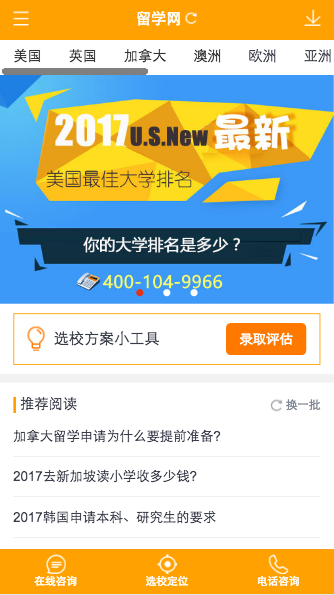 留学网
美国 英国 加拿大 澳洲 欧洲 亚洲
2017U.S.New 最新
美国最佳大学排名
你的大学排名是多少？
400-104-9966
选校方案小工具
录取评估
推荐阅读
换一批
加拿大留学申请为什么要提前准备?
2017去新加坡读小学收多少钱?
2017韩国申请本科、研究生的要求
在线咨询 选校定位 电话咨询